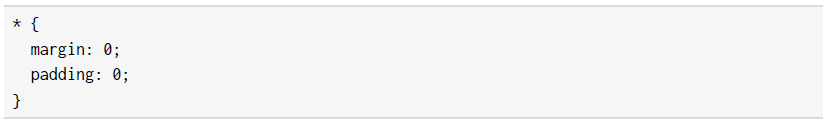 * {
  margin: 0;
  padding: 0;
}